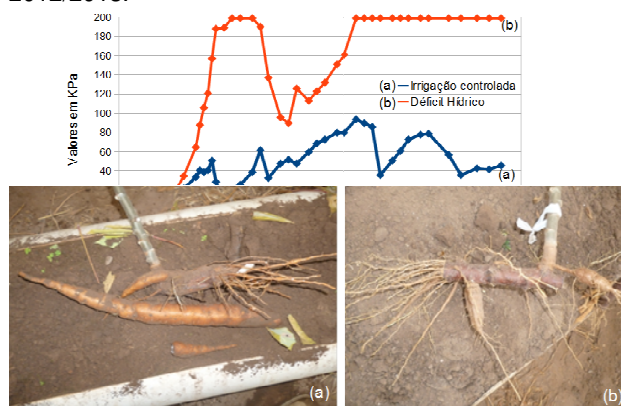 2012/2013.
200
(b)
180
160
140
(a) Irrigação controlada
120
(b) Déficit Hídrico
100
80
60
40
(a)
Valores em KPa
(a)
(b)